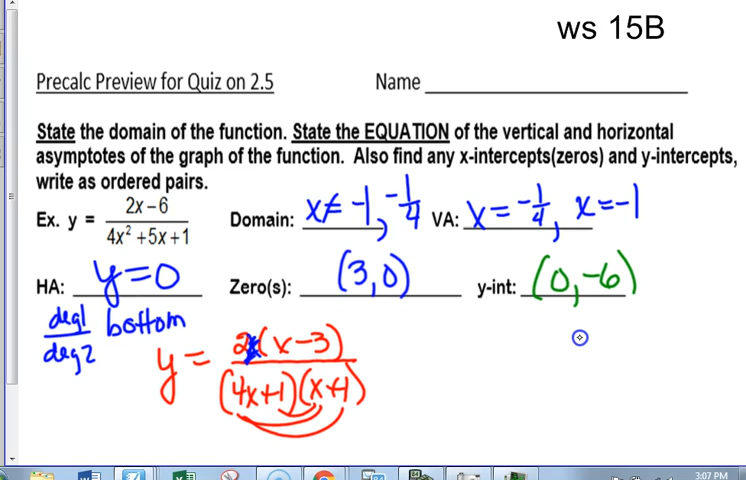 ws 15B
Precalc Preview for Quiz on 2.5 Name
State the domain of the function. State the EQUATION of the vertical and horizontal
asymptotes of the graph of the function. Also find any x-intercepts(zeros) and y-intercepts,
write as ordered pairs.
Ex. y = (2x – 6)/(4x² + 5x + 1) Domain: x ≠ -1, -1/4 VA: x = -1/4, x = -1
HA: y = 0 Zero(s): (3, 0) y-int: (0, -6)
deg1/deg2 bottom
y = 2(x – 3)/(4x+1)(x+1)
3:07 PM